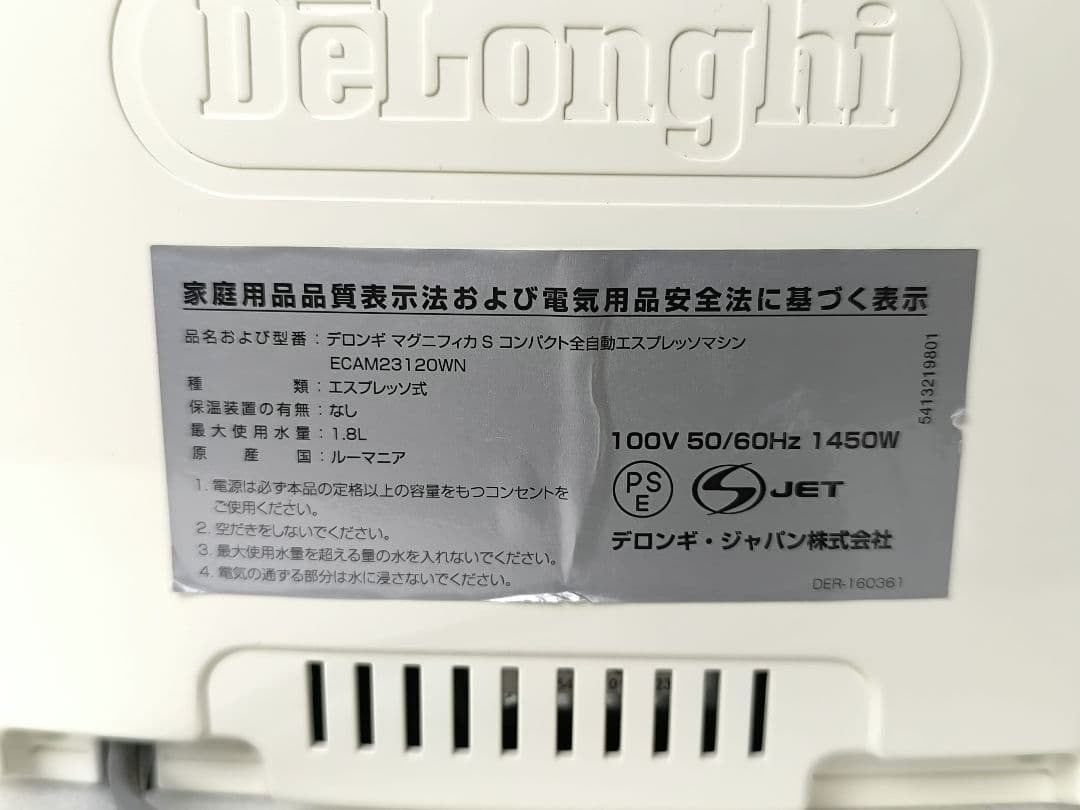 DēLonghi
家庭用品品質表示法および電気用品安全法に基づく表示
品名および型番：デロンギ マグニフィカ S コンパクト全自動エスプレッソマシン
ECAM23120WN
種類：エスプレッソ式
保温装置の有無：なし
最大使用水量：1.8L
原産国：ルーマニア
1. 電源は必ず本品の定格以上の容量をもつコンセントを
ご使用ください。
2. 空だきをしないでください。
3. 最大使用水量を超える量の水を入れないでください。
4. 電気の通ずる部分は水に浸さないでください。
5413219801
100V 50/60Hz 1450W
PS
E
JET
デロンギ・ジャパン株式会社
DER-160361